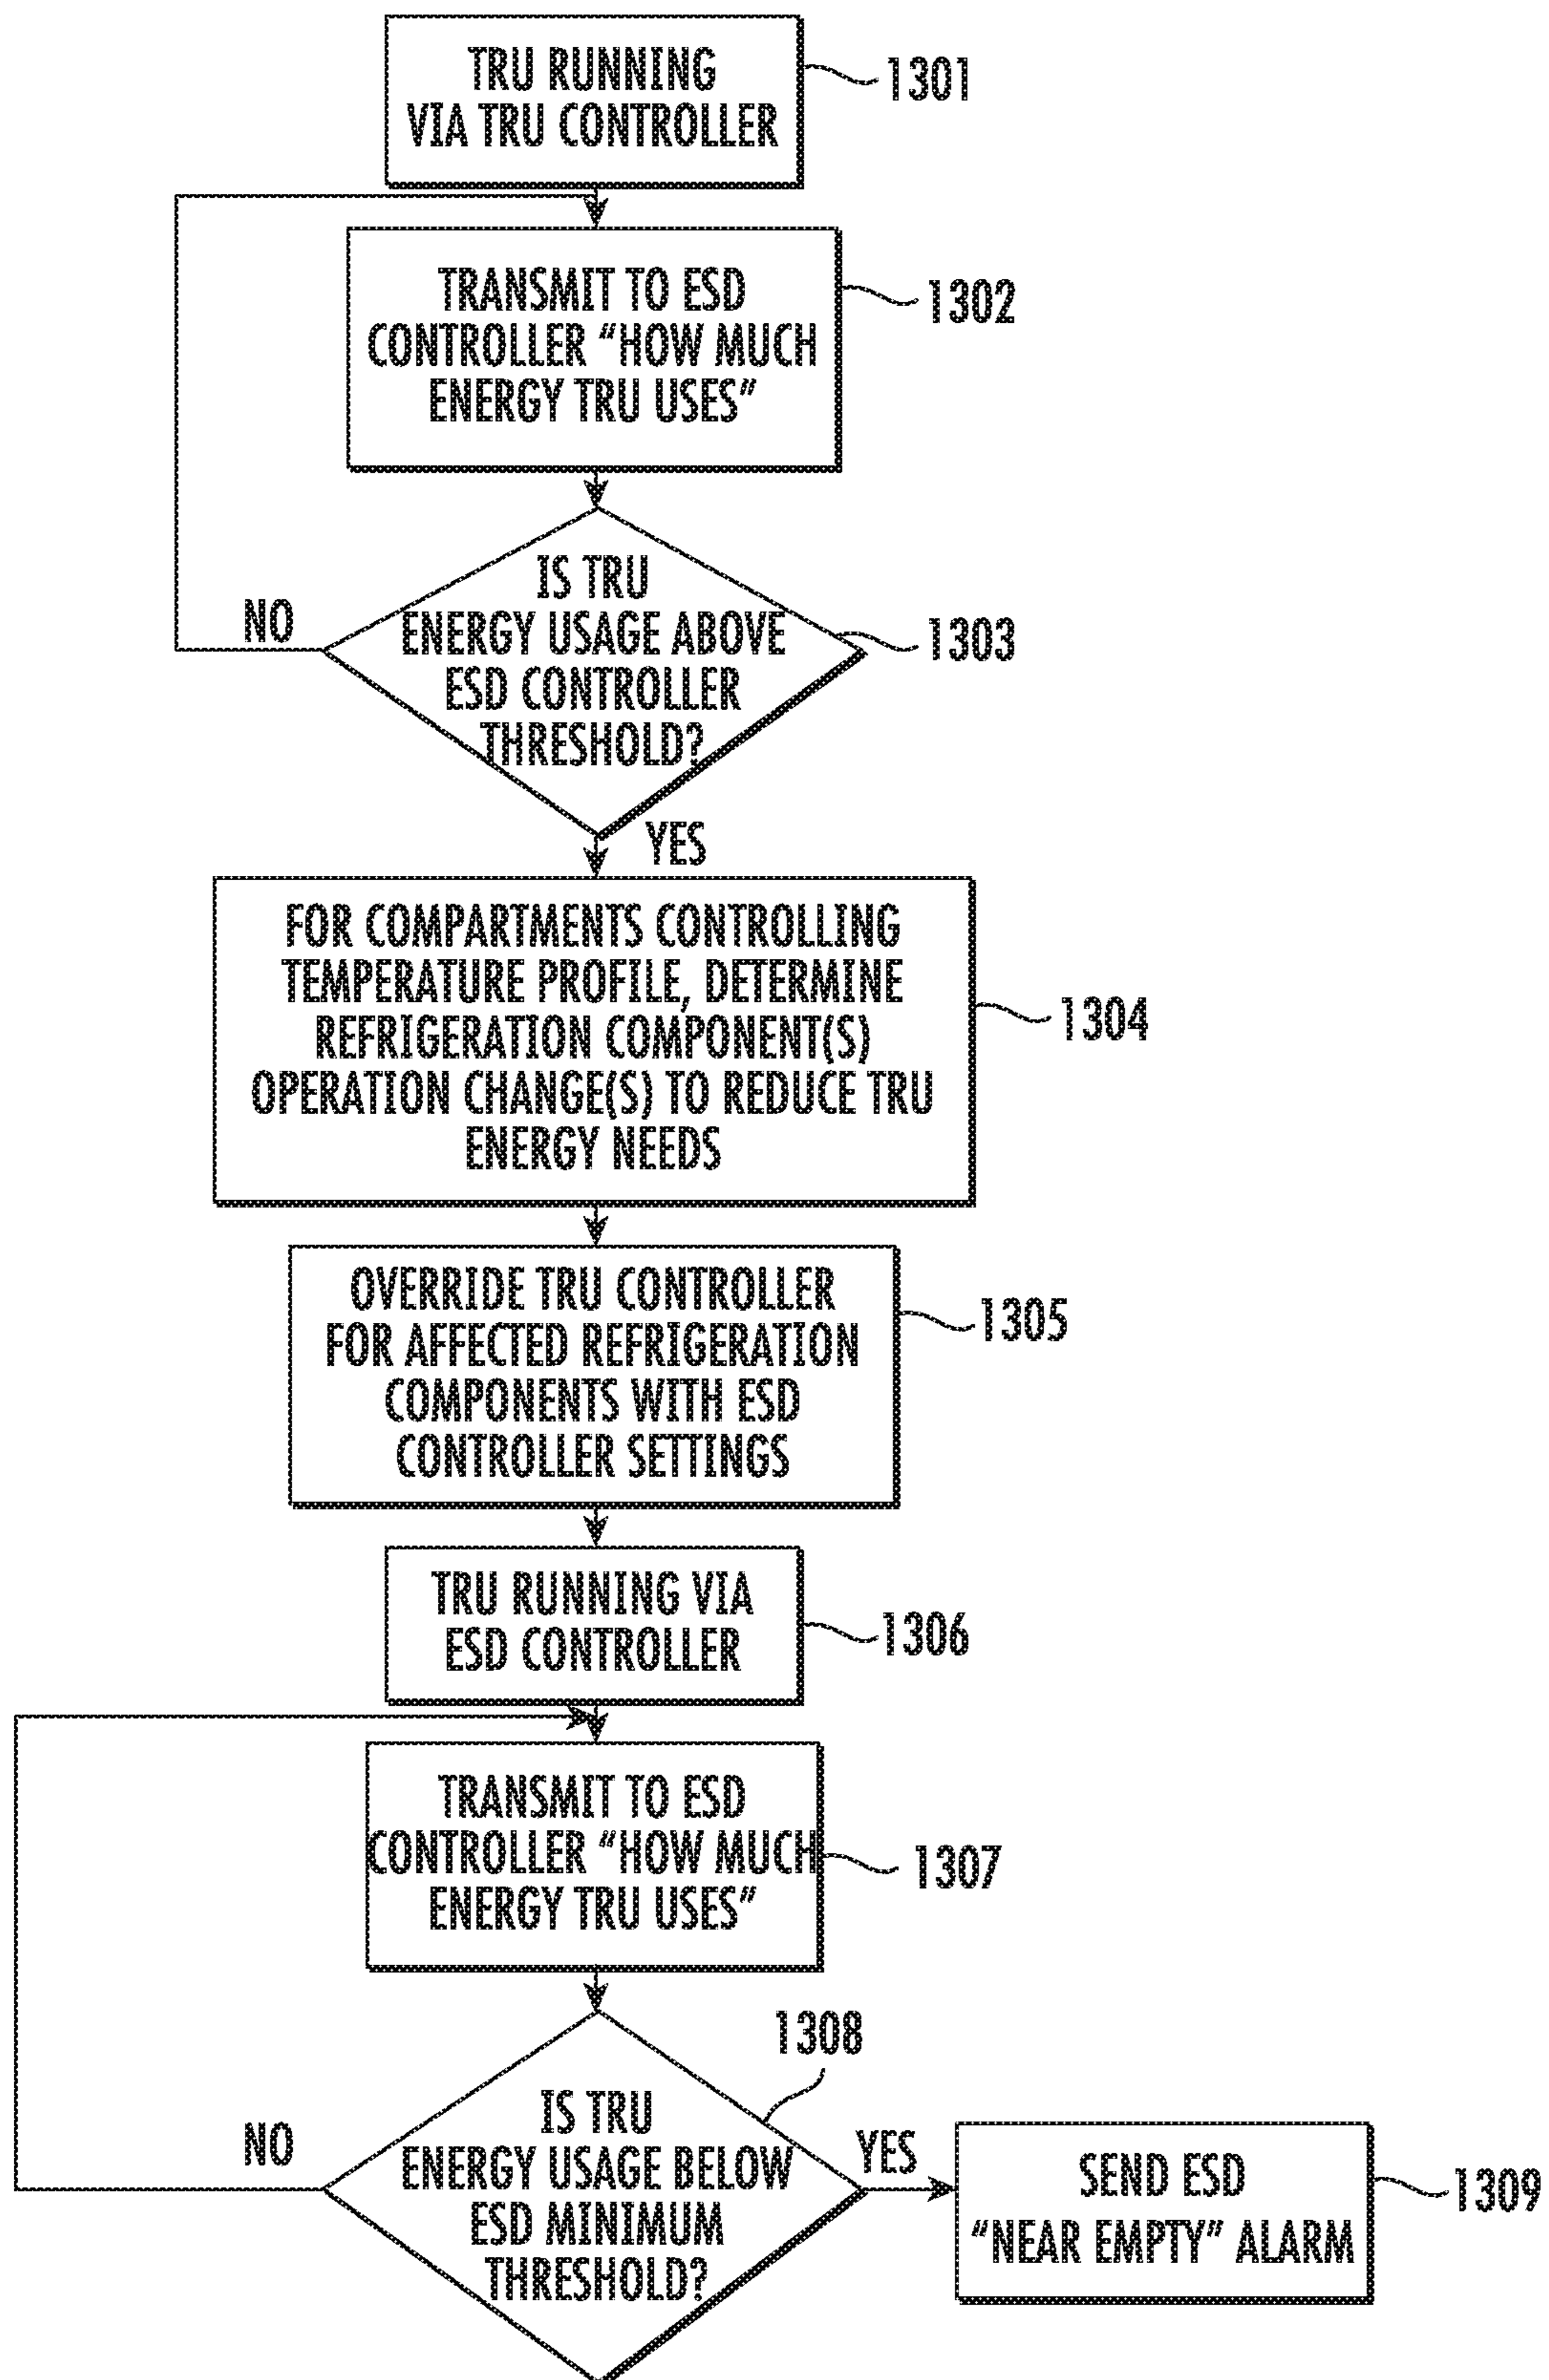 TRU RUNNING
VIA TRU CONTROLLER
1301
TRANSMIT TO ESD
CONTROLLER “HOW MUCH
ENERGY TRU USES”
1302
IS TRU
ENERGY USAGE ABOVE
ESD CONTROLLER
THRESHOLD?
1303
NO
YES
FOR COMPARTMENTS CONTROLLING
TEMPERATURE PROFILE, DETERMINE
REFRIGERATION COMPONENT(S)
OPERATION CHANGE(S) TO REDUCE TRU
ENERGY NEEDS
1304
OVERRIDE TRU CONTROLLER
FOR AFFECTED REFRIGERATION
COMPONENTS WITH ESD
CONTROLLER SETTINGS
1305
TRU RUNNING VIA
ESD CONTROLLER
1306
TRANSMIT TO ESD
CONTROLLER “HOW MUCH
ENERGY TRU USES”
1307
1308
IS TRU
ENERGY USAGE BELOW
ESD MINIMUM
THRESHOLD?
NO
YES
SEND ESD
“NEAR EMPTY” ALARM
1309